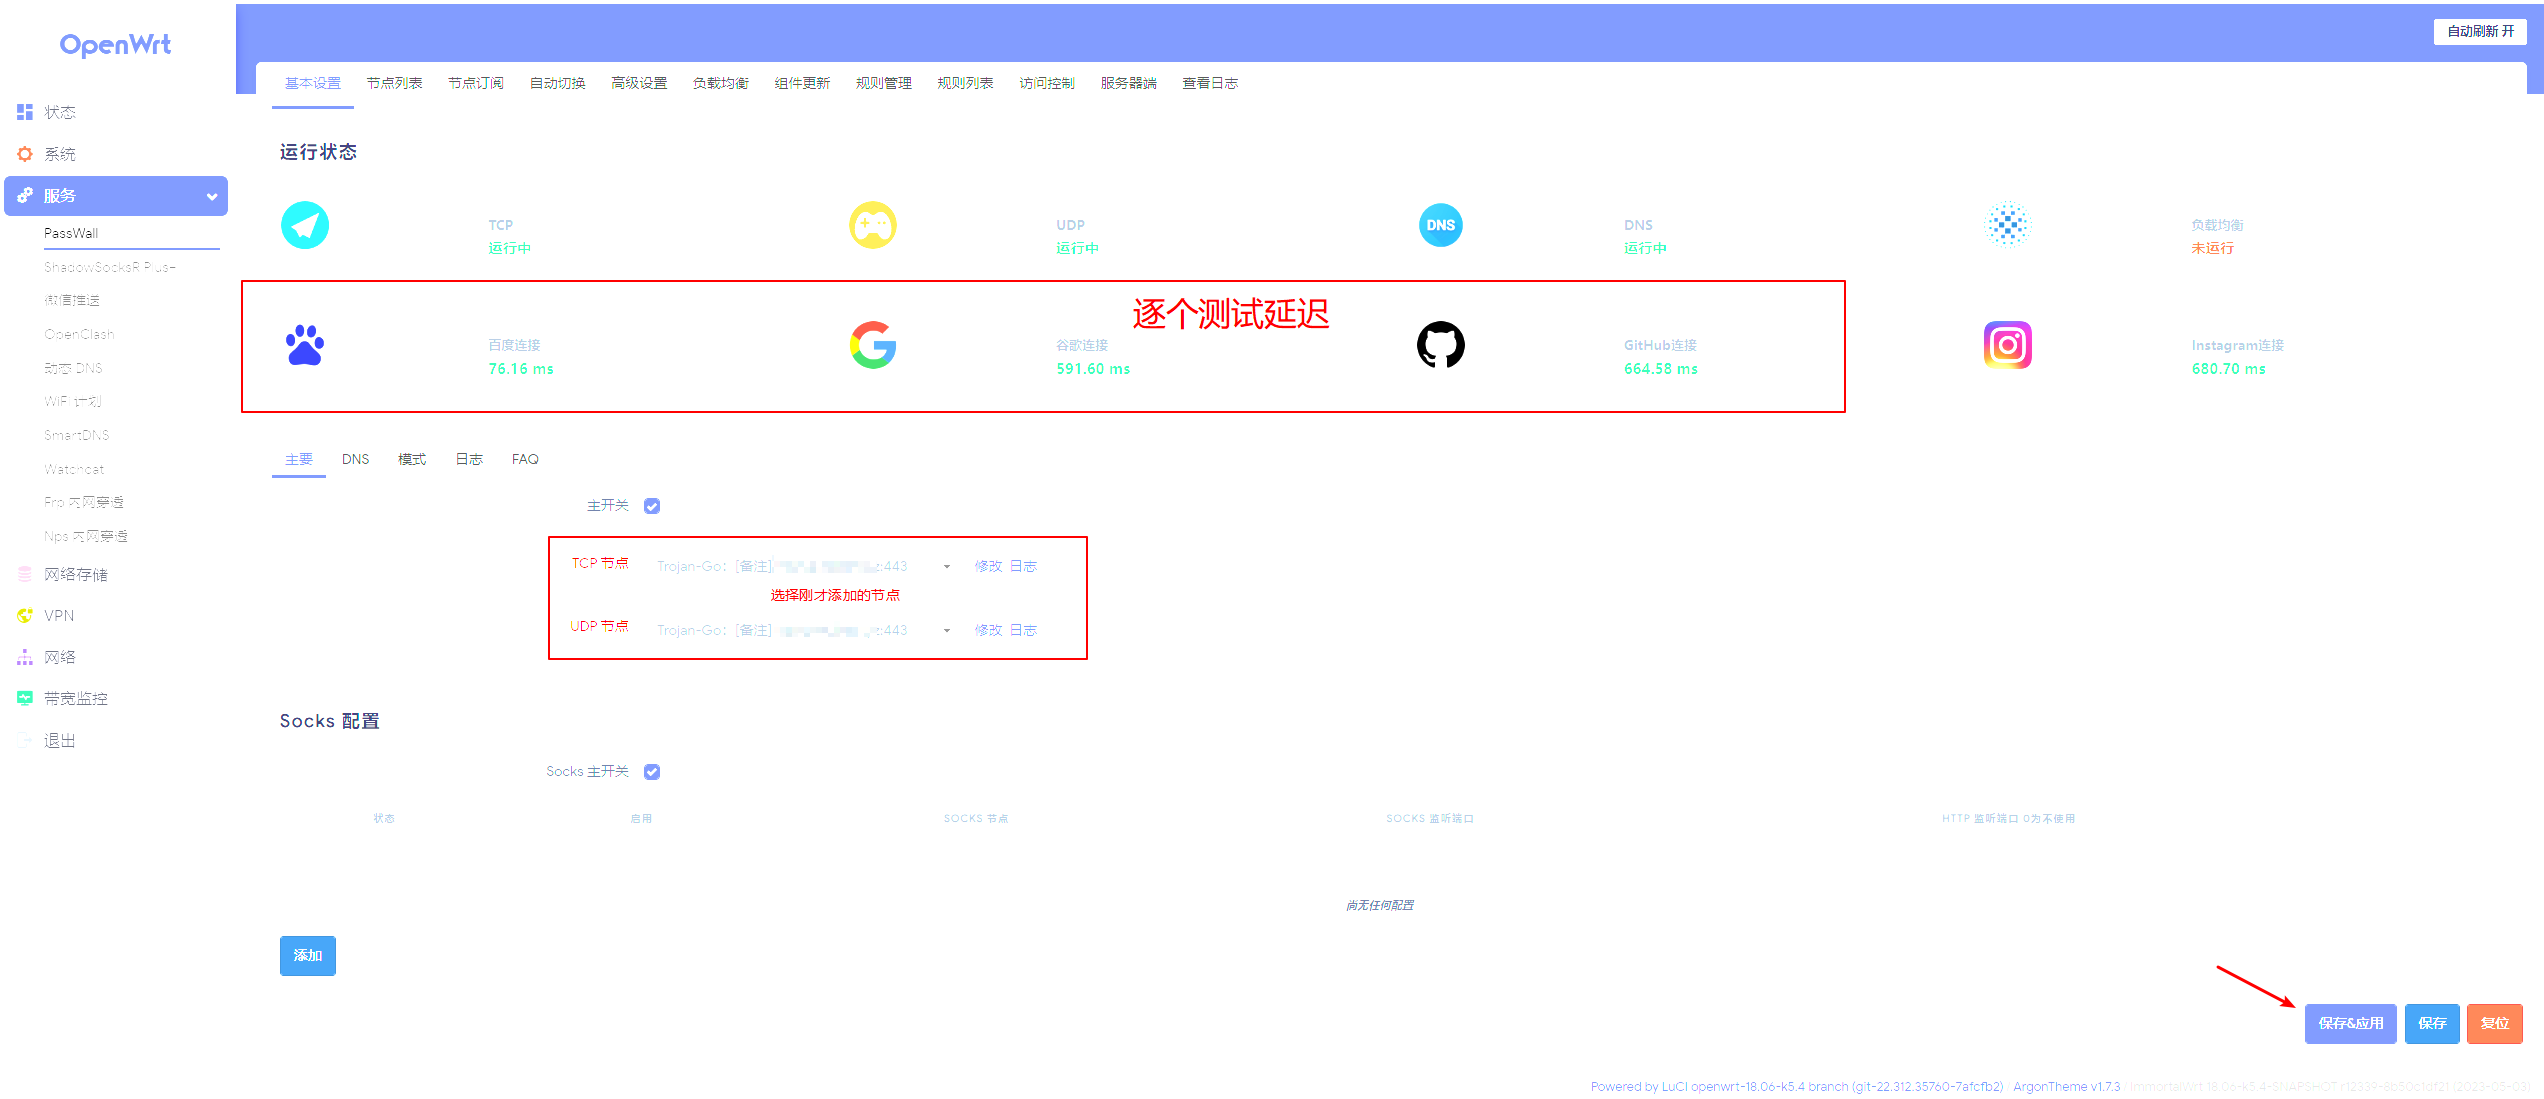 OpenWrt
自动刷新 开
基本设置 节点列表 节点订阅 自动切换 高级设置 负载均衡 组件更新 规则管理 规则列表 访问控制 服务器端 查看日志
状态
系统
服务
PassWall
ShadowSocksR Plus+
微信推送
OpenClash
动态 DNS
WiFi 计划
SmartDNS
Watchcat
Frp 内网穿透
Nps 内网穿透
网络存储
VPN
网络
带宽监控
退出
运行状态
TCP
运行中
UDP
运行中
DNS
DNS
运行中
负载均衡
未运行
逐个测试延迟
百度连接
76.16 ms
谷歌连接
591.60 ms
GitHub连接
664.58 ms
Instagram连接
680.70 ms
主要 DNS 模式 日志 FAQ
主开关
TCP 节点 Trojan-Go: [备注] :443 修改 日志
选择刚才添加的节点
UDP 节点 Trojan-Go: [备注] :443 修改 日志
Socks 配置
Socks 主开关
状态 启用 SOCKS 节点 SOCKS 监听端口 HTTP 监听端口 0为不使用
尚无任何配置
添加
保存&应用 保存 复位
Powered by LuCI openwrt-18.06-k5.4 branch (git-22.312.35760-7afcfb2) ArgonTheme v1.7.3 ImmortalWrt 18.06-k5.4-SNAPSHOT r12339-8b50c1df21 (2023-05-03)